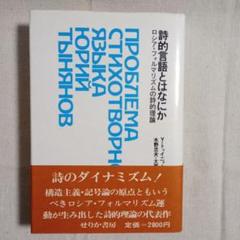 詩的言語とはなにか
ロシア・フォルマリズムの詩的理論
ПРОБЛЕМА
СТИХОТВОРНО
ЯЗЫКА
ЮРИЙ
ТЫНЯНОВ
詩のダイナミズム!
構造主義・記号論の原点ともいう
べきロシア・フォルマリズム運
動が生み出した詩的理論の代表作
せりか書房 定価―2800円